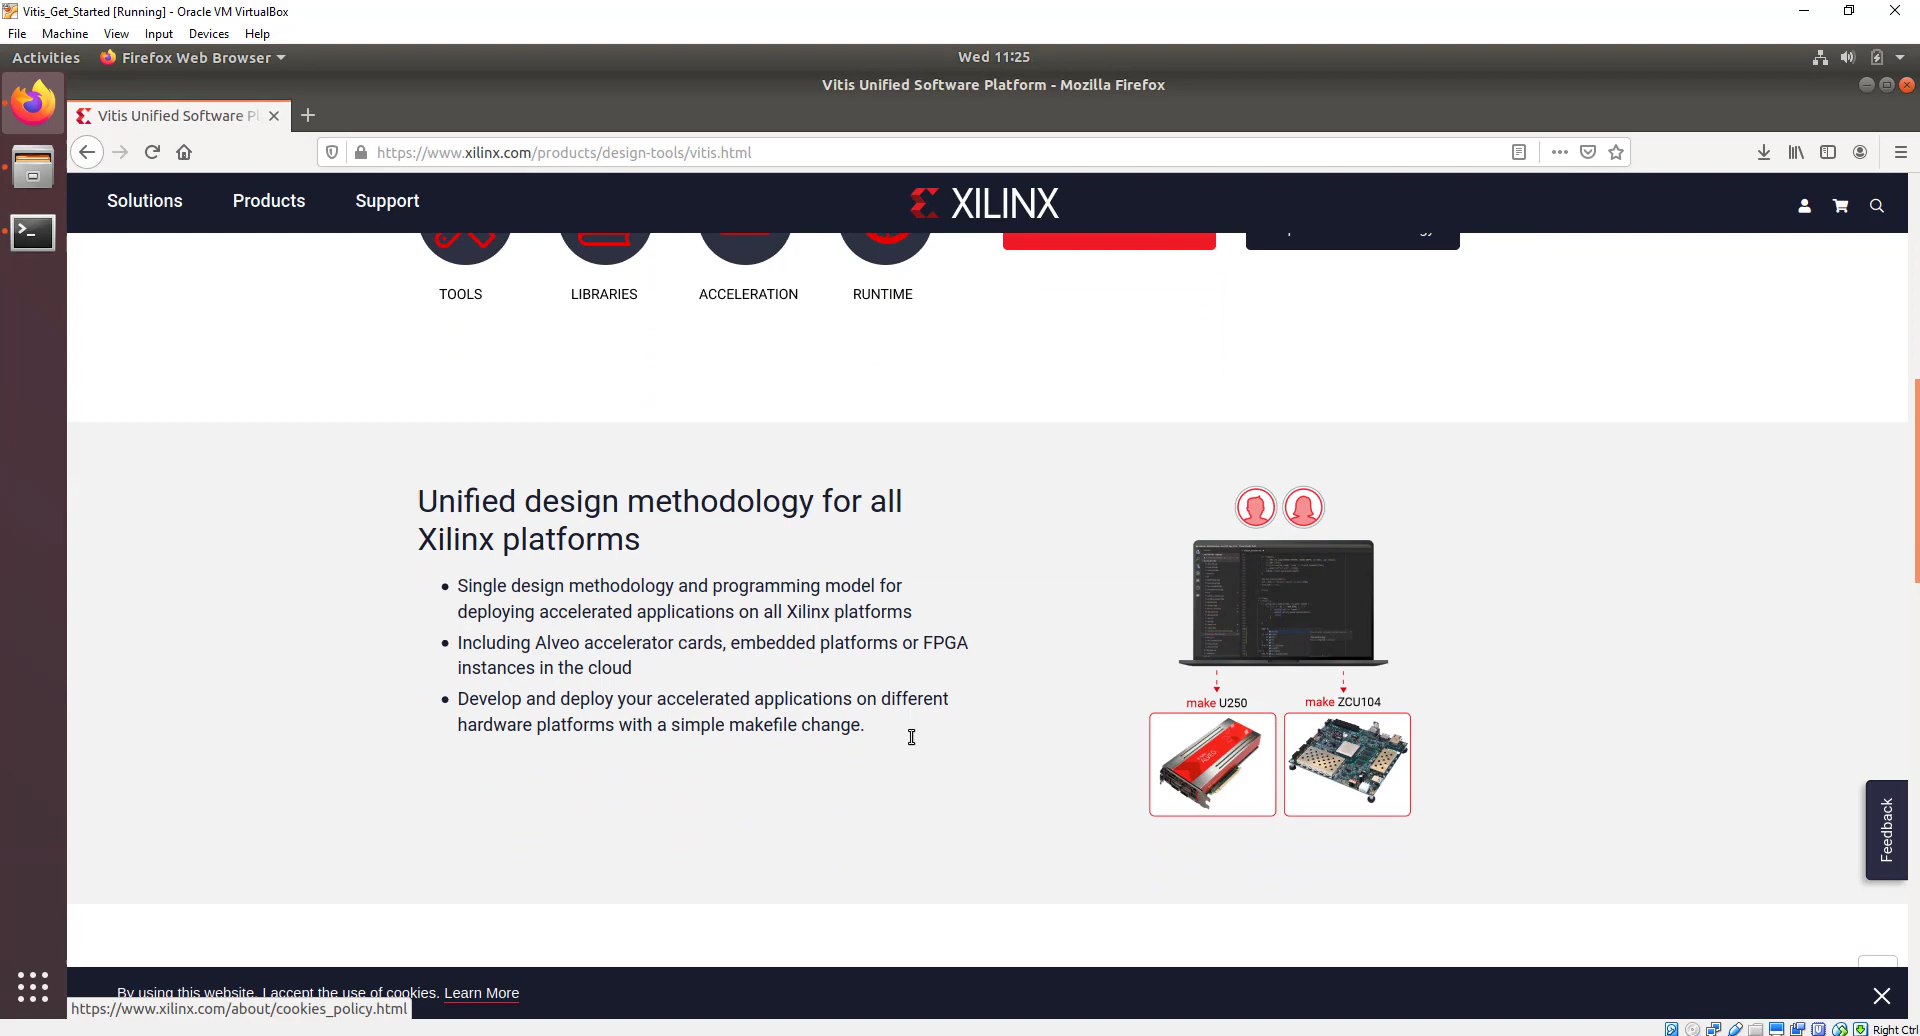 Vitis_Get_Started [Running] - Oracle VM VirtualBox
File Machine View Input Devices Help
Activities Firefox Web Browser Wed 11:25
Vitis Unified Software Platform - Mozilla Firefox
Vitis Unified Software Pl
https://www.xilinx.com/products/design-tools/vitis.html
Solutions Products Support XILINX
TOOLS LIBRARIES ACCELERATION RUNTIME
Unified design methodology for all
Xilinx platforms
Single design methodology and programming model for
deploying accelerated applications on all Xilinx platforms
Including Alveo accelerator cards, embedded platforms or FPGA
instances in the cloud
Develop and deploy your accelerated applications on different
hardware platforms with a simple makefile change.
make U250 make ZCU104
Feedback
By using this website, I accept the use of cookies. Learn More
https://www.xilinx.com/about/cookies_policy.html
Right Ctrl